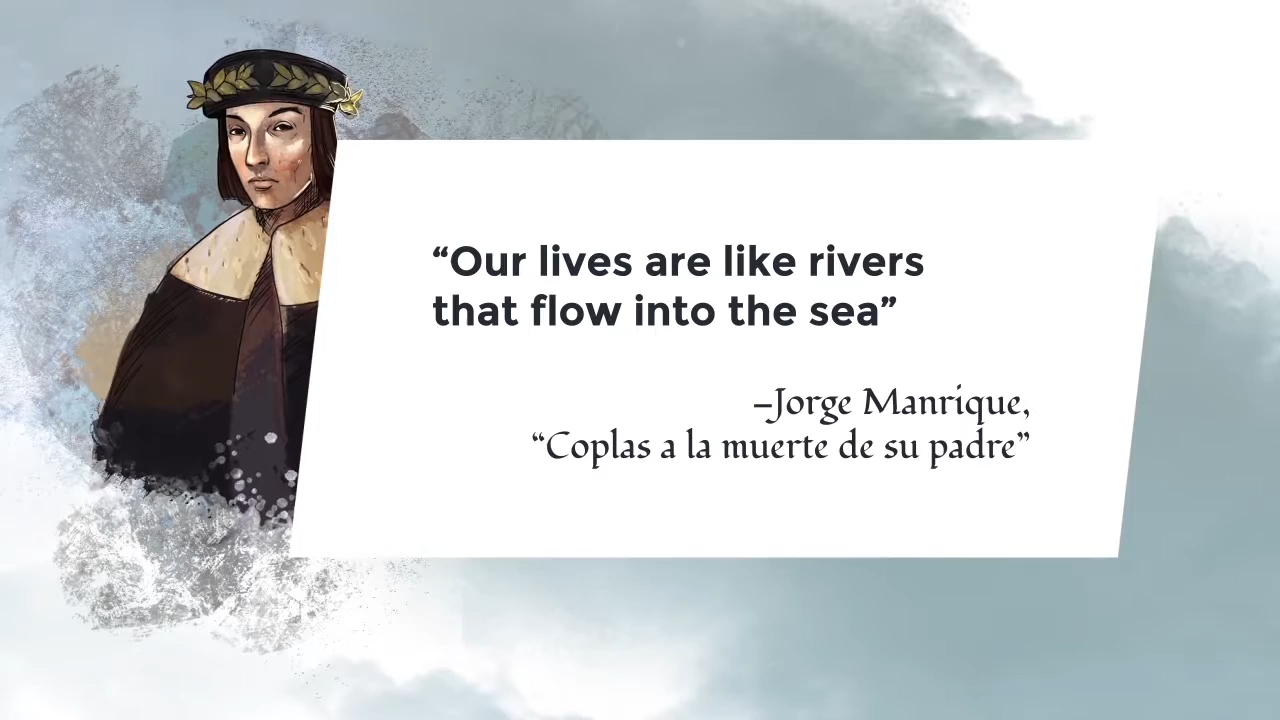 “Our lives are like rivers
that flow into the sea”
–Jorge Manrique,
“Coplas a la muerte de su padre”